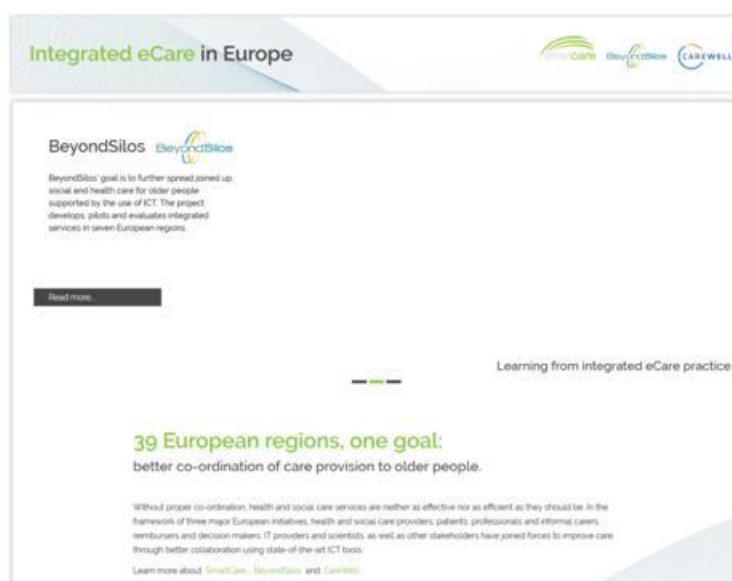 Integrated eCare in Europe
smartcare BeyondSilos CAREWELL
BeyondSilos BeyondSilos
BeyondSilos' goal is to further spread joined up
social and health care for older people
supported by the use of ICT. The project
develops, pilots and evaluates integrated
services in seven European regions.
Read more...
Learning from integrated eCare practice
39 European regions, one goal:
better co-ordination of care provision to older people.
Without proper co-ordination, health and social care services are neither as effective nor as efficient as they should be. In the
framework of three major European initiatives, health and social care providers, patients, professionals and informal carers,
reimbursers and decision makers, IT providers and scientists, as well as other stakeholders have joined forces to improve care
through better collaboration using state-of-the-art ICT tools.
Learn more about SmartCare , BeyondSilos and CareWell.